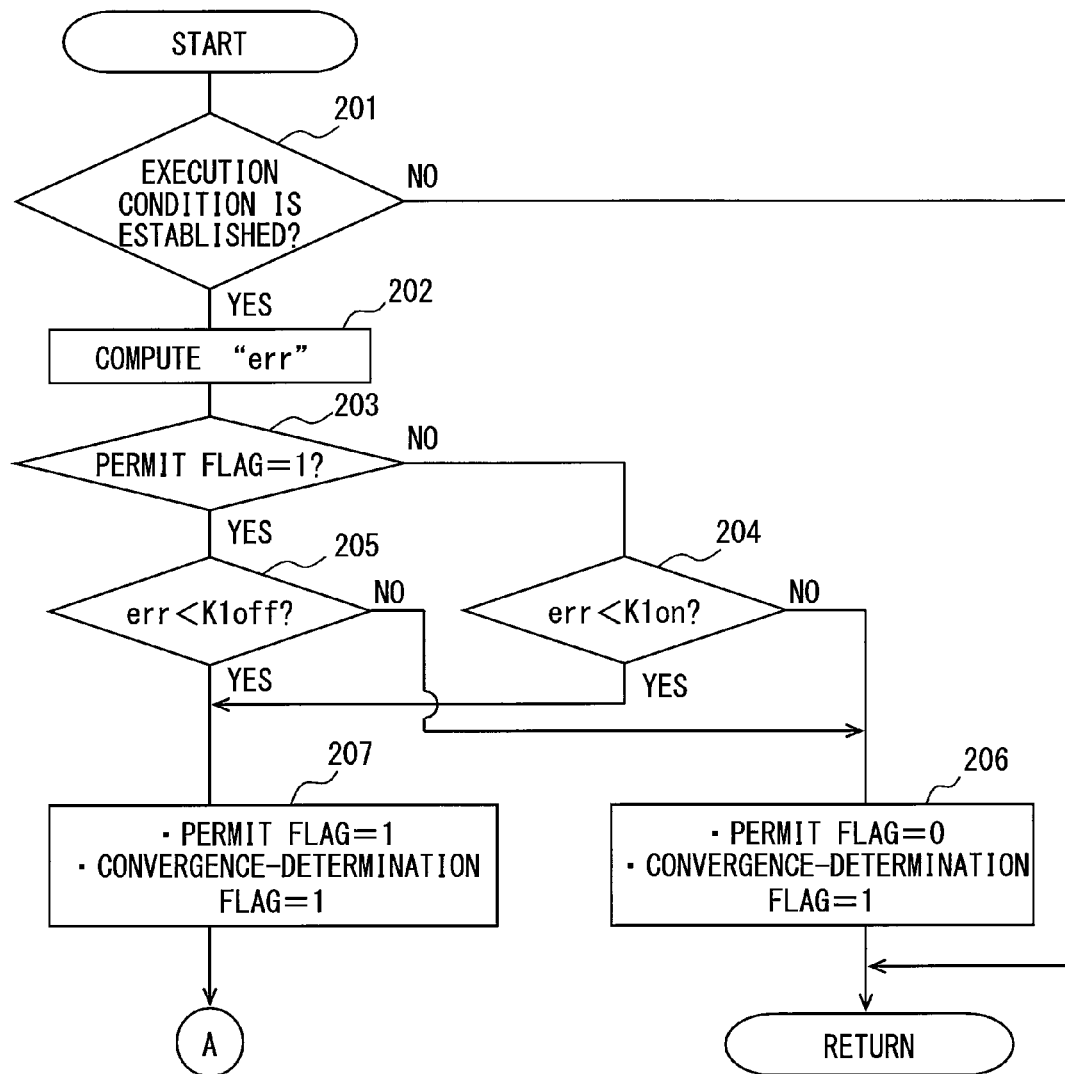 START
201
EXECUTION
CONDITION IS
ESTABLISHED?
NO
YES
202
COMPUTE “err”
203
PERMIT FLAG=1?
NO
YES
205
err<K1off?
NO
204
err<K1on?
NO
YES
YES
207
・PERMIT FLAG=1
・CONVERGENCE-DETERMINATION
FLAG=1
206
・PERMIT FLAG=0
・CONVERGENCE-DETERMINATION
FLAG=1
A
RETURN